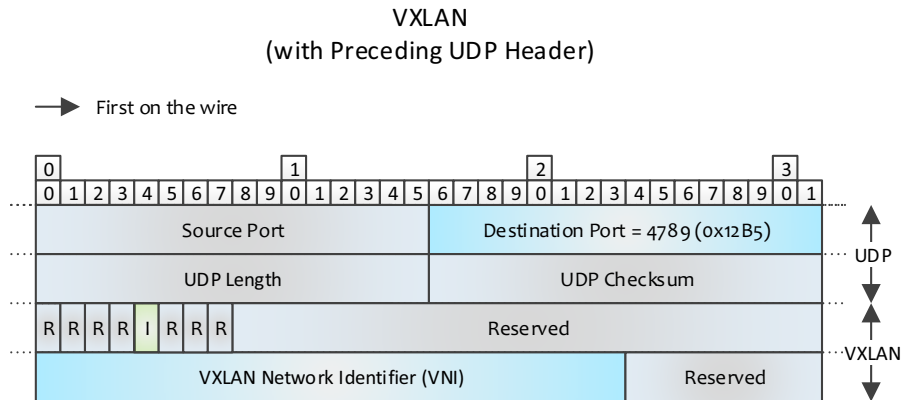 VXLAN
(with Preceding UDP Header)
First on the wire
0 1 2 3
0 1 2 3 4 5 6 7 8 9 0 1 2 3 4 5 6 7 8 9 0 1 2 3 4 5 6 7 8 9 0 1
Source Port Destination Port = 4789 (0x12B5)
UDP
UDP Length UDP Checksum
R R R R I R R R Reserved
VXLAN
VXLAN Network Identifier (VNI) Reserved